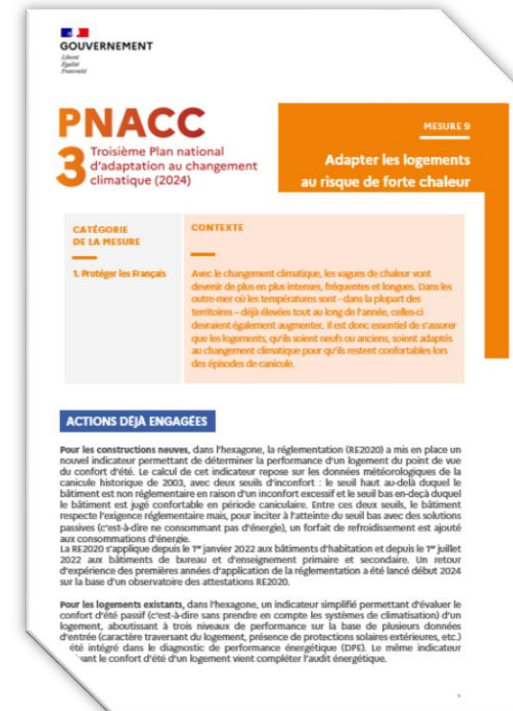 GOUVERNEMENT
Liberté
Égalité
Fraternité
PNACC
3
Troisième Plan national
d'adaptation au changement
climatique (2024)
MESURE 9
Adapter les logements
au risque de forte chaleur
CATÉGORIE
DE LA MESURE
1. Protéger les Français
CONTEXTE
Avec le changement climatique, les vagues de chaleur vont
devenir de plus en plus intenses, fréquentes et longues. Dans les
outre-mer où les températures sont - dans la plupart des
territoires - déjà élevées tout au long de l'année, celles-ci
devraient également augmenter. Il est donc essentiel de s'assurer
que les logements, qu'ils soient neufs ou anciens, soient adaptés
au changement climatique pour qu'ils restent confortables lors
des épisodes de canicule.
ACTIONS DÉJÀ ENGAGÉES
Pour les constructions neuves, dans l'hexagone, la réglementation (RE2020) a mis en place un
nouvel indicateur permettant de déterminer la performance d'un logement du point de vue
du confort d'été. Le calcul de cet indicateur repose sur les données météorologiques de la
canicule historique de 2003, avec deux seuils d'inconfort : le seuil haut au-delà duquel le
bâtiment est non réglementaire en raison d'un inconfort excessif et le seuil bas en-deçà duquel
le bâtiment est jugé confortable en période caniculaire. Entre ces deux seuils, le bâtiment
respecte l'exigence réglementaire mais, pour inciter à l'atteinte du seuil bas avec des solutions
passives (c'est-à-dire ne consommant pas d'énergie), un forfait de refroidissement est ajouté
aux consommations d'énergie.
La RE2020 s'applique depuis le 1er janvier 2022 aux bâtiments d'habitation et depuis le 1er juillet
2022 aux bâtiments de bureau et d'enseignement primaire et secondaire. Un retour
d'expérience des premières années d'application de la réglementation a été lancé début 2024
sur la base d'un observatoire des attestations RE2020.
Pour les logements existants, dans l'hexagone, un indicateur simplifié permettant d'évaluer le
confort d'été passif (c'est-à-dire sans prendre en compte les systèmes de climatisation) d'un
logement, aboutissant à trois niveaux de performance sur la base de plusieurs données
d'entrée (caractère traversant du logement, présence de protections solaires extérieures, etc.)
été intégré dans le diagnostic de performance énergétique (DPE). Le même indicateur
le confort d'été d'un logement vient compléter l'audit énergétique.